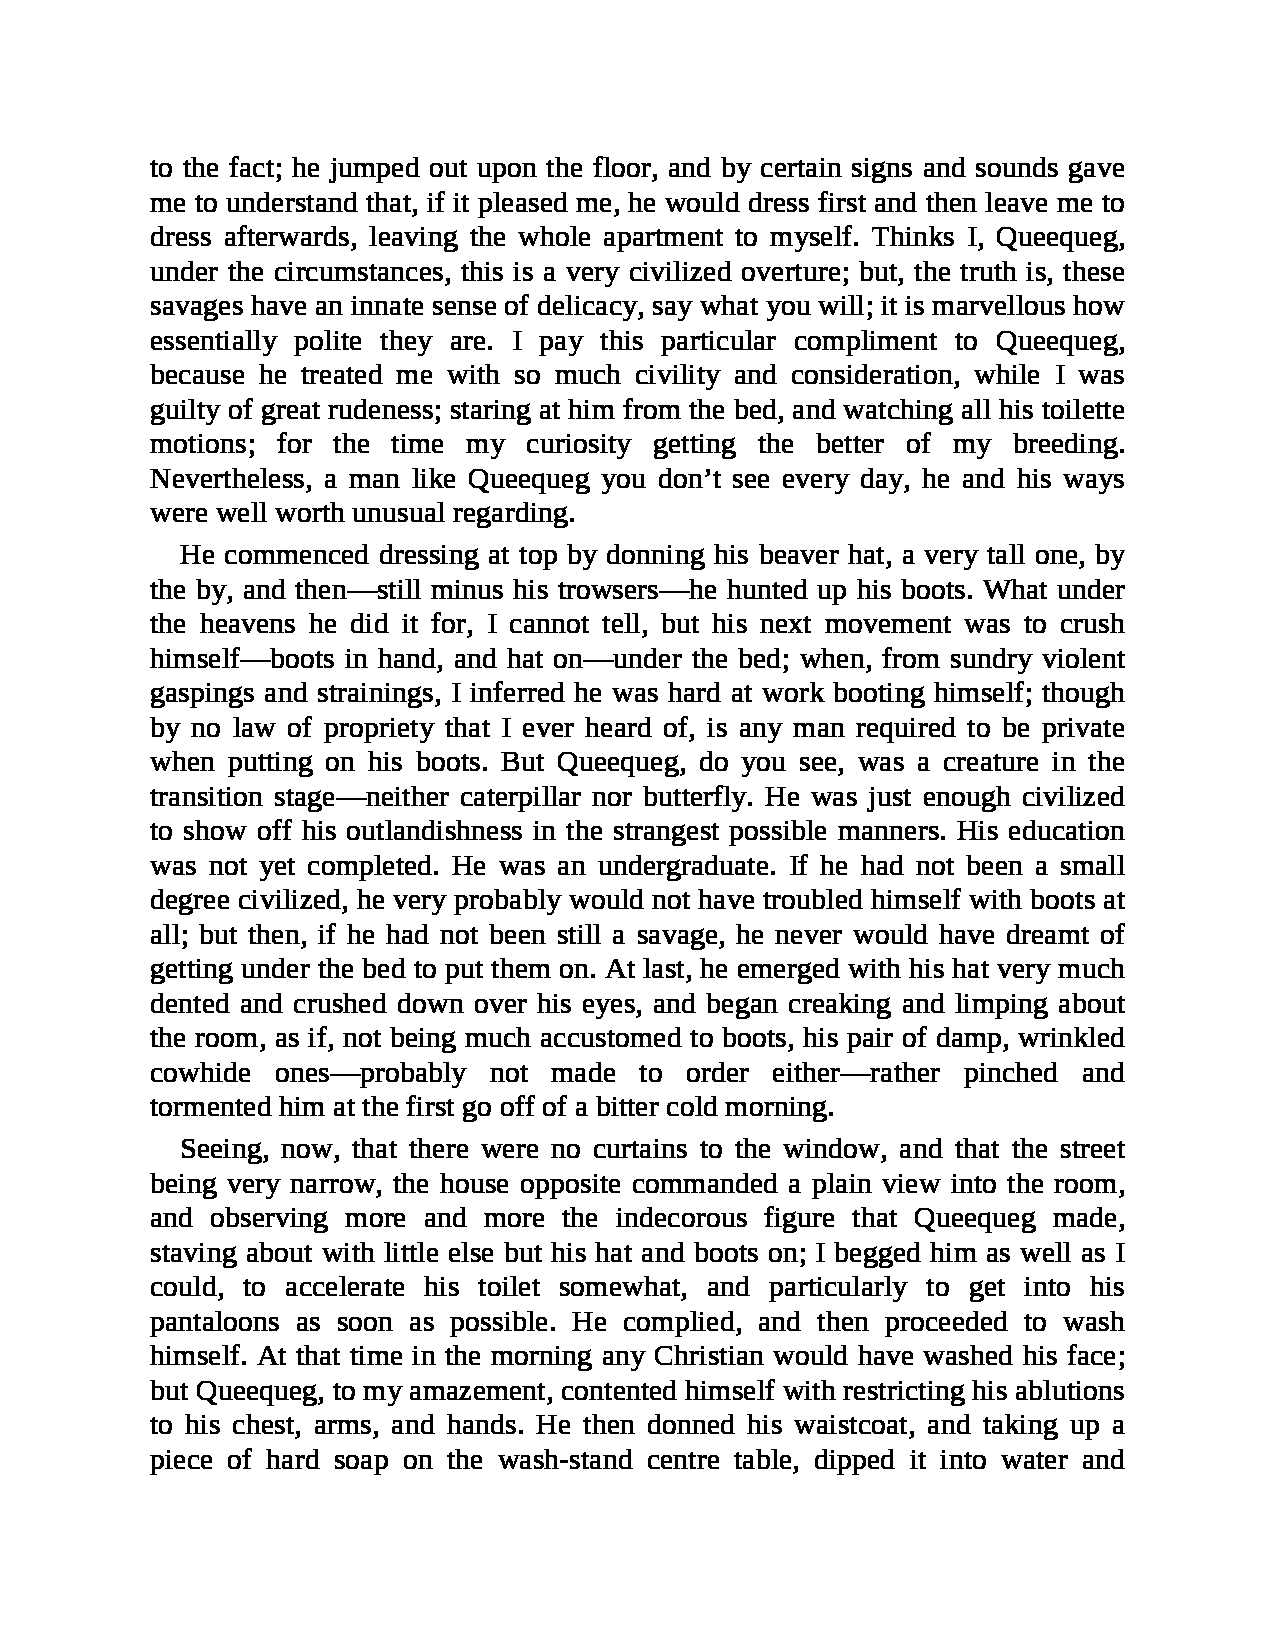 to the fact; he jumped out upon the floor, and by certain signs and sounds gave
me to understand that, if it pleased me, he would dress first and then leave me to
dress afterwards, leaving the whole apartment to myself. Thinks I, Queequeg,
under the circumstances, this is a very civilized overture; but, the truth is, these
savages have an innate sense of delicacy, say what you will; it is marvellous how
essentially polite they are. I pay this particular compliment to Queequeg,
because he treated me with so much civility and consideration, while I was
guilty of great rudeness; staring at him from the bed, and watching all his toilette
motions; for the time my curiosity getting the better of my breeding.
Nevertheless, a man like Queequeg you don’t see every day, he and his ways
were well worth unusual regarding.
He commenced dressing at top by donning his beaver hat, a very tall one, by
the by, and then—still minus his trowsers—he hunted up his boots. What under
the heavens he did it for, I cannot tell, but his next movement was to crush
himself—boots in hand, and hat on—under the bed; when, from sundry violent
gaspings and strainings, I inferred he was hard at work booting himself; though
by no law of propriety that I ever heard of, is any man required to be private
when putting on his boots. But Queequeg, do you see, was a creature in the
transition stage—neither caterpillar nor butterfly. He was just enough civilized
to show off his outlandishness in the strangest possible manners. His education
was not yet completed. He was an undergraduate. If he had not been a small
degree civilized, he very probably would not have troubled himself with boots at
all; but then, if he had not been still a savage, he never would have dreamt of
getting under the bed to put them on. At last, he emerged with his hat very much
dented and crushed down over his eyes, and began creaking and limping about
the room, as if, not being much accustomed to boots, his pair of damp, wrinkled
cowhide ones—probably not made to order either—rather pinched and
tormented him at the first go off of a bitter cold morning.
Seeing, now, that there were no curtains to the window, and that the street
being very narrow, the house opposite commanded a plain view into the room,
and observing more and more the indecorous figure that Queequeg made,
staving about with little else but his hat and boots on; I begged him as well as I
could, to accelerate his toilet somewhat, and particularly to get into his
pantaloons as soon as possible. He complied, and then proceeded to wash
himself. At that time in the morning any Christian would have washed his face;
but Queequeg, to my amazement, contented himself with restricting his ablutions
to his chest, arms, and hands. He then donned his waistcoat, and taking up a
piece of hard soap on the wash-stand centre table, dipped it into water and